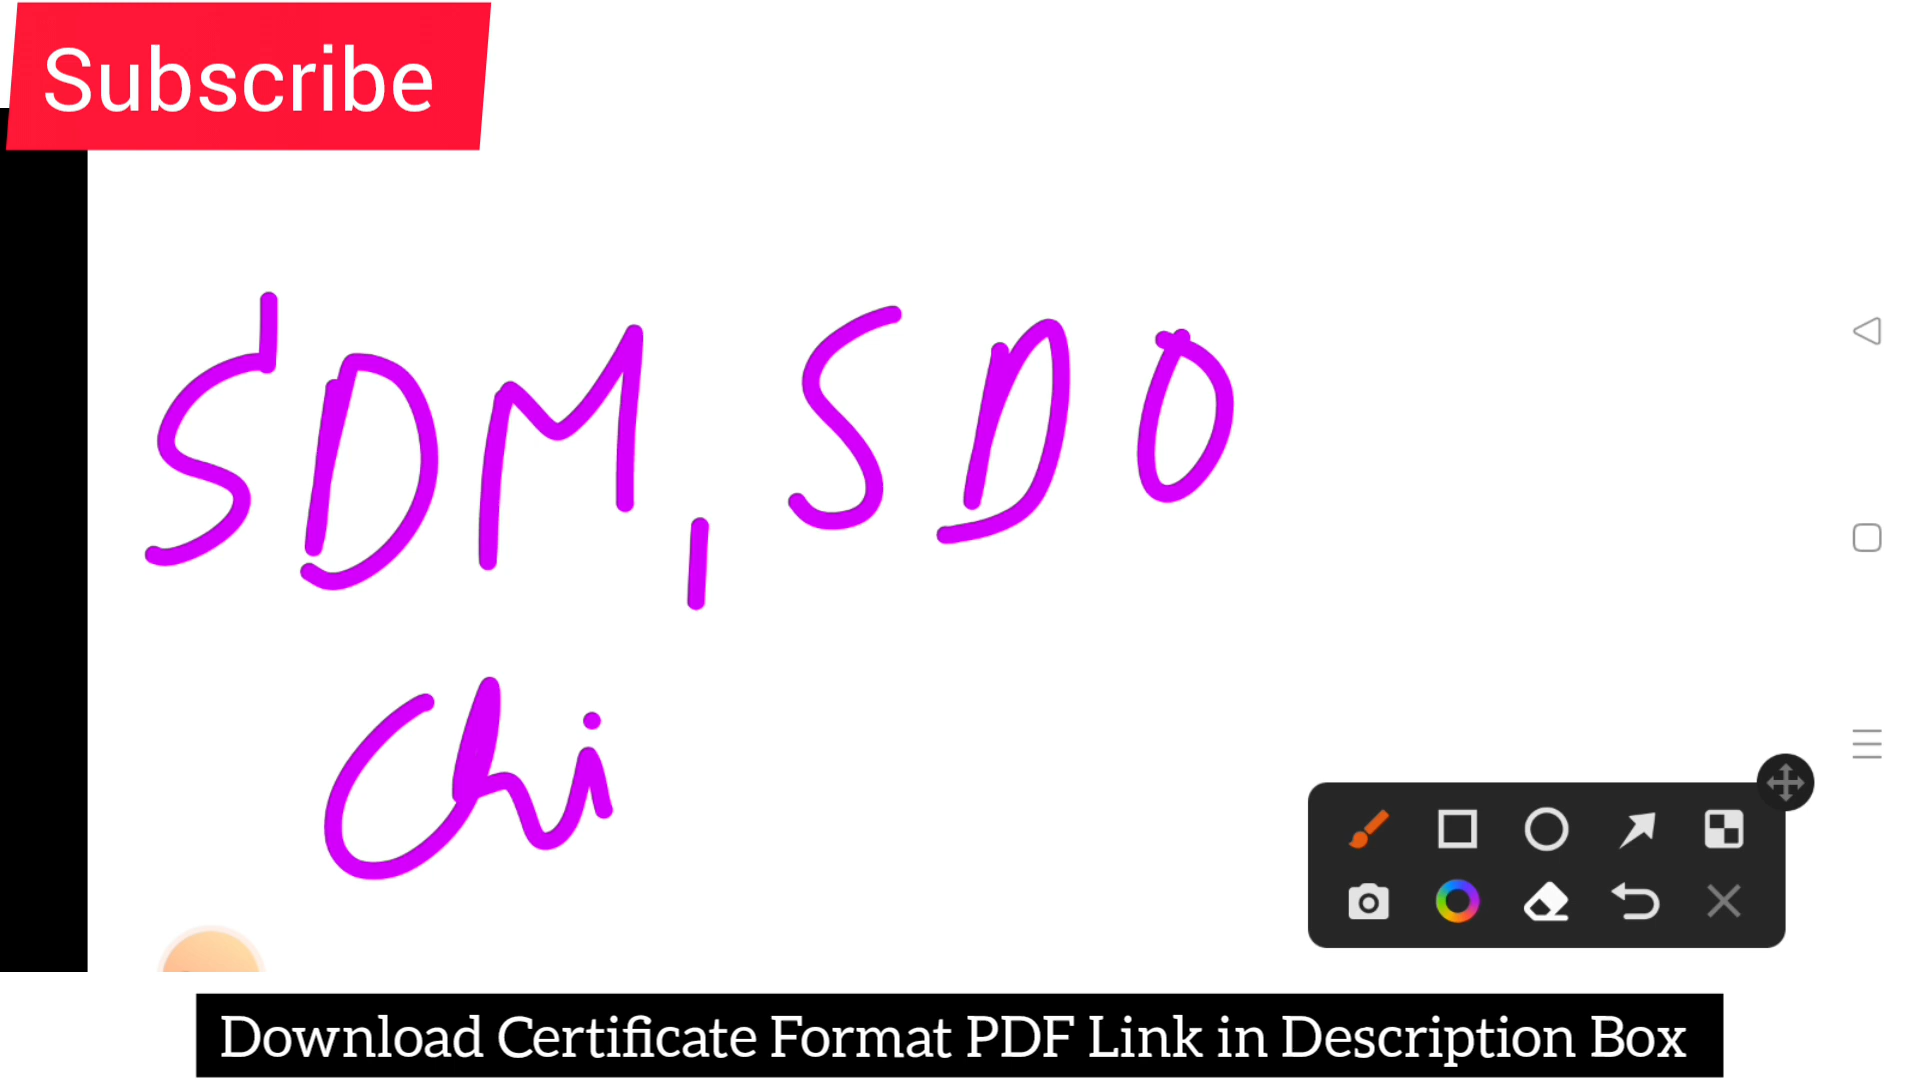 Subscribe
SDM, SDO
Chi
Download Certificate Format PDF Link in Description Box